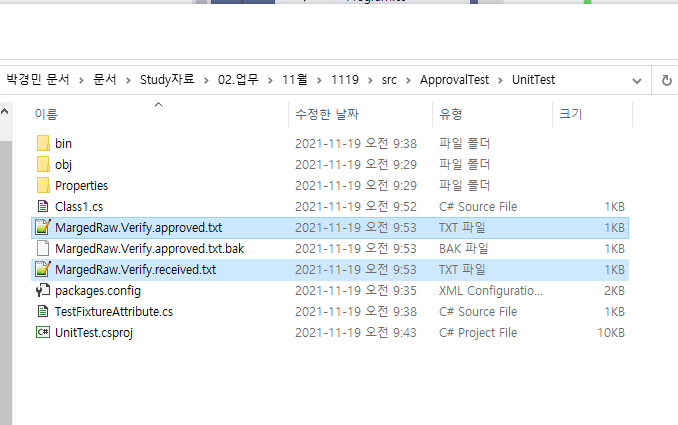 박경민 문서 > 문서 > Study자료 > 02.업무 > 11월 > 1119 > src > ApprovalTest > UnitTest
이름 수정한 날짜 유형 크기
bin 2021-11-19 오전 9:38 파일 폴더
obj 2021-11-19 오전 9:29 파일 폴더
Properties 2021-11-19 오전 9:29 파일 폴더
Class1.cs 2021-11-19 오전 9:52 C# Source File 1KB
MargedRaw.Verify.approved.txt 2021-11-19 오전 9:53 TXT 파일 1KB
MargedRaw.Verify.approved.txt.bak 2021-11-19 오전 9:53 BAK 파일 1KB
MargedRaw.Verify.received.txt 2021-11-19 오전 9:53 TXT 파일 1KB
packages.config 2021-11-19 오전 9:35 XML Configuratio... 2KB
TestFixtureAttribute.cs 2021-11-19 오전 9:38 C# Source File 1KB
UnitTest.csproj 2021-11-19 오전 9:43 C# Project File 10KB